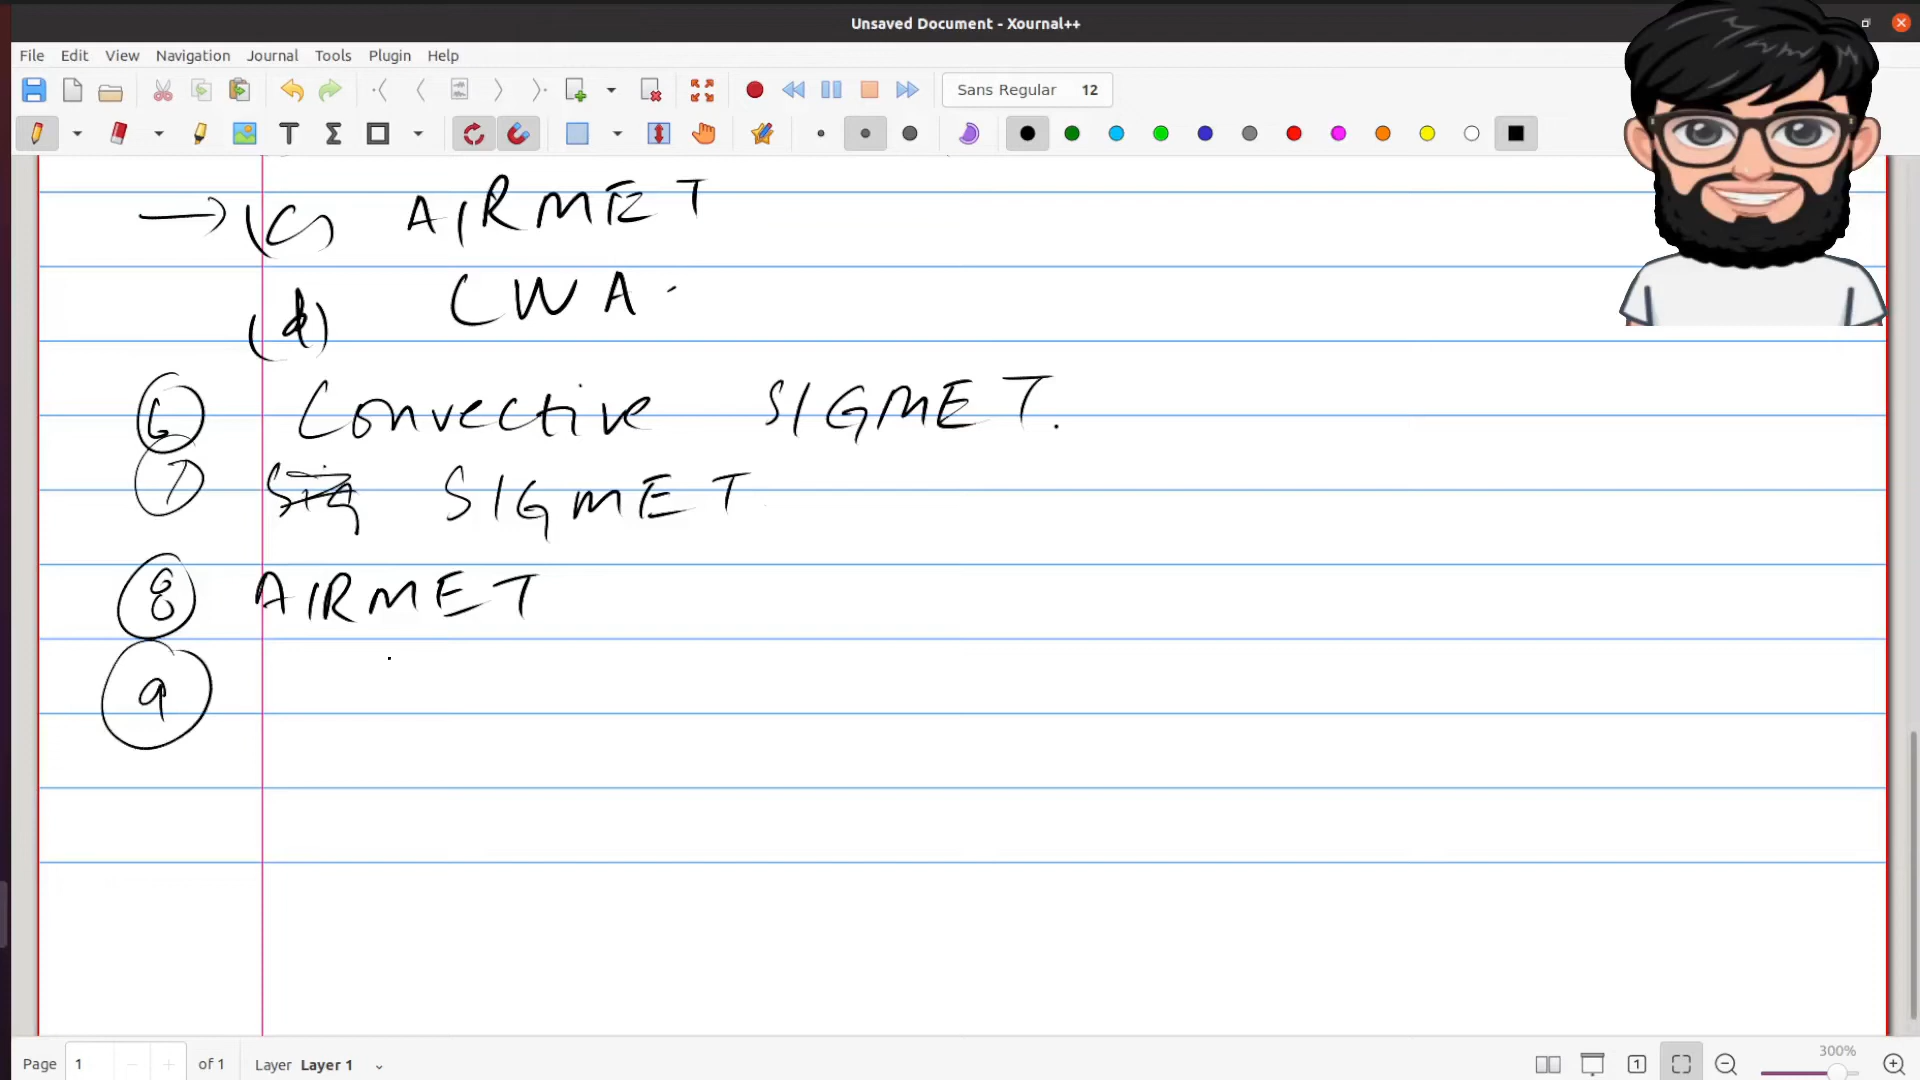 Unsaved Document - Xournal++
File Edit View Navigation Journal Tools Plugin Help
Sans Regular 12
→ (C) AIRMET
(d) CWA.
6 Convective SIGMET.
7 SIGMET
8 AIRMET
9
Page 1 of 1 Layer Layer 1 300%